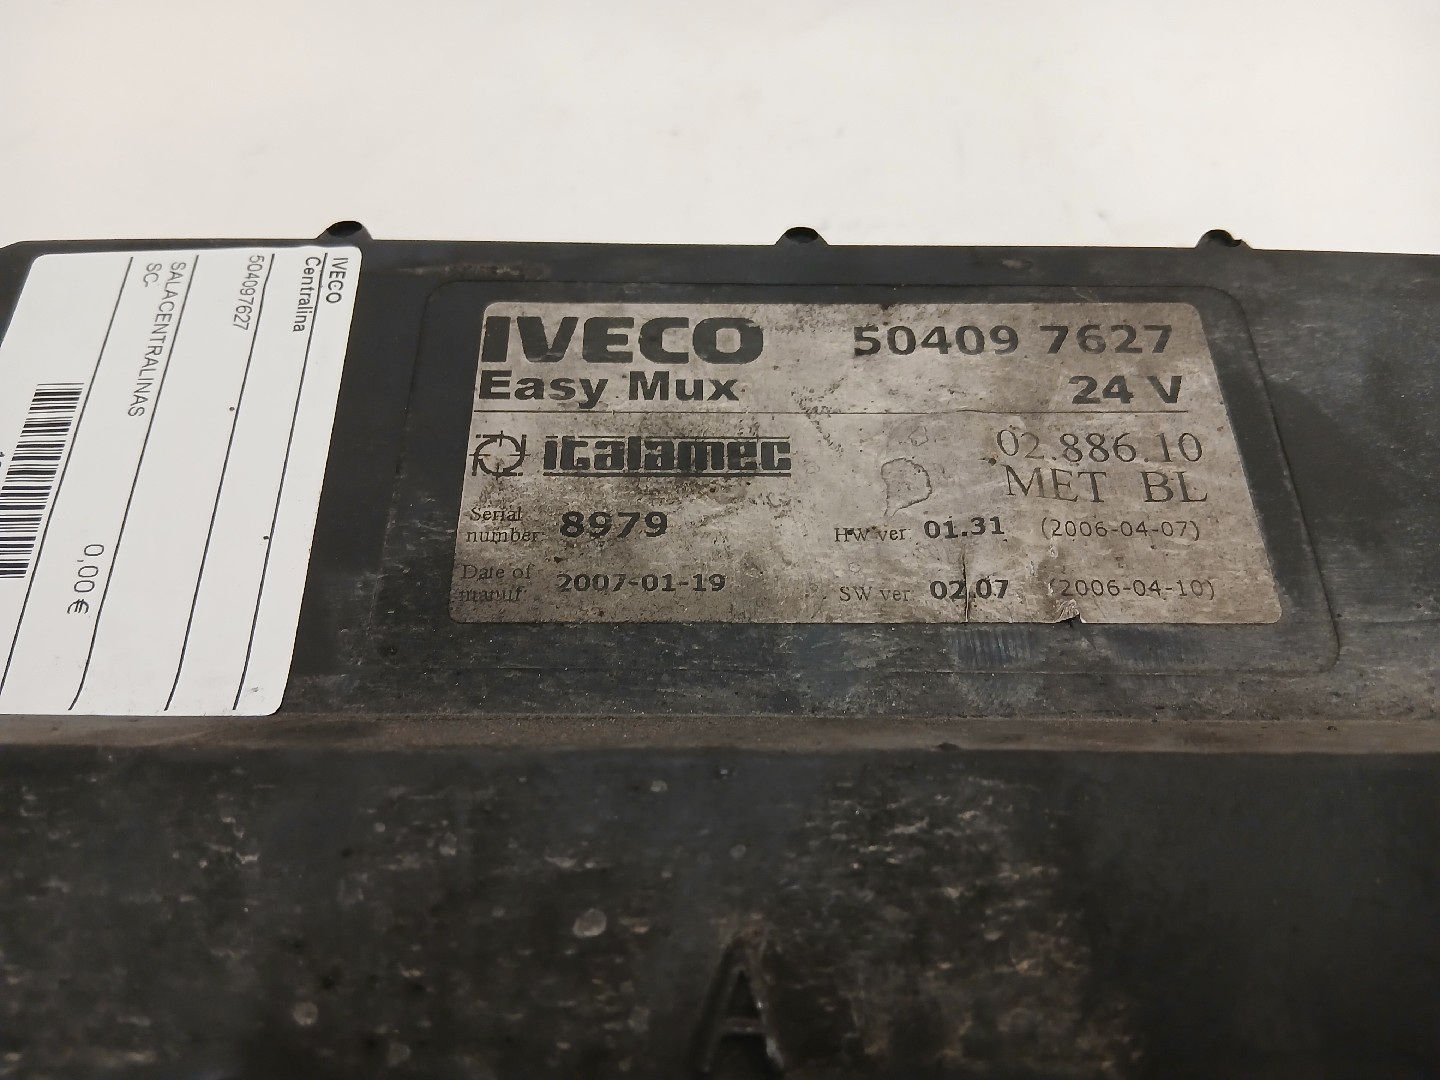 IVECO
Centralina
504097627
SALACENTRALINAS
SC-
0,00 €
IVECO 50409 7627
Easy Mux 24 V
italamec 02.886.10
MET BL
Serial number 8979 HW ver 01.31 (2006-04-07)
Date of manuf 2007-01-19 SW ver 02.07 (2006-04-10)
A